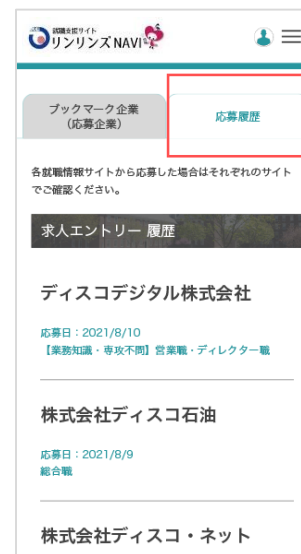 就職支援サイト
リンリンズNAVI
ブックマーク企業
(応募企業)
応募履歴
各就職情報サイトから応募した場合はそれぞれのサイト
でご確認ください。
求人エントリー 履歴
ディスコデジタル株式会社
応募日：2021/8/10
【業務知識・専攻不問】営業職・ディレクター職
株式会社ディスコ石油
応募日：2021/8/9
総合職
株式会社ディスコ・ネット